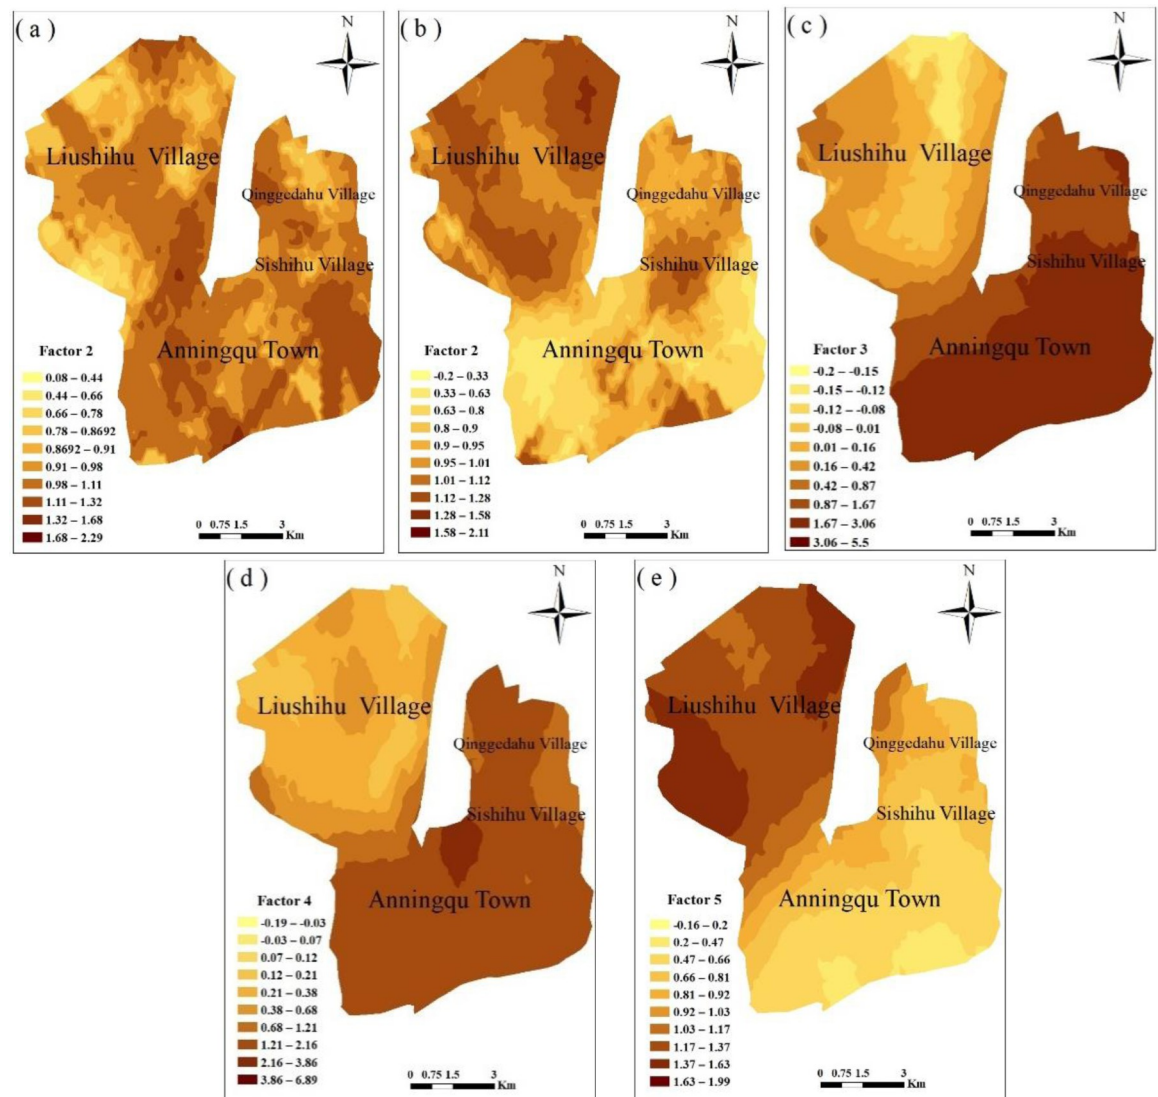 ( a )
N
Liushihu Village
Qinggedahu Village
Sishihu Village
Anningqu Town
Factor 2
0.08 – 0.44
0.44 – 0.66
0.66 – 0.78
0.78 – 0.8692
0.8692 – 0.91
0.91 – 0.98
0.98 – 1.11
1.11 – 1.32
1.32 – 1.68
1.68 – 2.29
0 0.75 1.5 3
Km
( b )
N
Liushihu Village
Qinggedahu Village
Sishihu Village
Anningqu Town
Factor 2
-0.2 – 0.33
0.33 – 0.63
0.63 – 0.8
0.8 – 0.9
0.9 – 0.95
0.95 – 1.01
1.01 – 1.12
1.12 – 1.28
1.28 – 1.58
1.58 – 2.11
0 0.75 1.5 3
Km
( c )
N
Liushihu Village
Qinggedahu Village
Sishihu Village
Anningqu Town
Factor 3
-0.2 – -0.15
-0.15 – -0.12
-0.12 – -0.08
-0.08 – 0.01
0.01 – 0.16
0.16 – 0.42
0.42 – 0.87
0.87 – 1.67
1.67 – 3.06
3.06 – 5.5
0 0.75 1.5 3
Km
( d )
N
Liushihu Village
Qinggedahu Village
Sishihu Village
Anningqu Town
Factor 4
-0.19 – -0.03
-0.03 – 0.07
0.07 – 0.12
0.12 – 0.21
0.21 – 0.38
0.38 – 0.68
0.68 – 1.21
1.21 – 2.16
2.16 – 3.86
3.86 – 6.89
0 0.75 1.5 3
Km
( e )
N
Liushihu Village
Qinggedahu Village
Sishihu Village
Anningqu Town
Factor 5
-0.16 – 0.2
0.2 – 0.47
0.47 – 0.66
0.66 – 0.81
0.81 – 0.92
0.92 – 1.03
1.03 – 1.17
1.17 – 1.37
1.37 – 1.63
1.63 – 1.99
0 0.75 1.5 3
Km